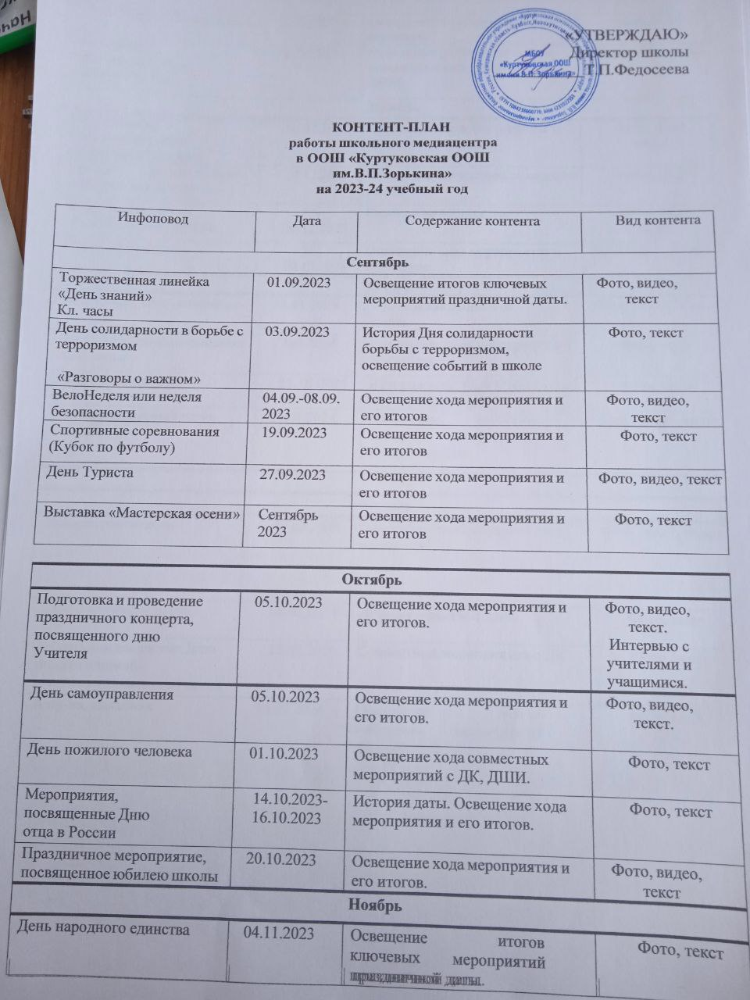 «УТВЕРЖДАЮ»
Директор школы
Т.П.Федосеева
МБОУ
«Куртуковская ООШ
имени В.П. Зорькина»
КОНТЕНТ-ПЛАН
работы школьного медиацентра
в ООШ «Куртуковская ООШ
им.В.П.Зорькина»
на 2023-24 учебный год
Инфоповод Дата Содержание контента Вид контента
Сентябрь
Торжественная линейка 01.09.2023 Освещение итогов ключевых Фото, видео,
«День знаний» мероприятий праздничной даты. текст
Кл. часы
День солидарности в борьбе с 03.09.2023 История Дня солидарности Фото, текст
терроризмом борьбы с терроризмом,
освещение событий в школе
«Разговоры о важном»
ВелоНеделя или неделя 04.09.-08.09. Освещение хода мероприятия и Фото, видео,
безопасности 2023 его итогов текст
Спортивные соревнования 19.09.2023 Освещение хода мероприятия и Фото, текст
(Кубок по футболу) его итогов
День Туриста 27.09.2023 Освещение хода мероприятия и Фото, видео, текст
его итогов
Выставка «Мастерская осени» Сентябрь Освещение хода мероприятия и Фото, текст
2023 его итогов
Октябрь
Подготовка и проведение 05.10.2023 Освещение хода мероприятия и Фото, видео,
праздничного концерта, его итогов. текст.
посвященного дню Интервью с
Учителя учителями и
учащимися.
День самоуправления 05.10.2023 Освещение хода мероприятия и Фото, видео,
его итогов. текст.
День пожилого человека 01.10.2023 Освещение хода совместных Фото, текст
мероприятий с ДК, ДШИ.
Мероприятия, 14.10.2023- История даты. Освещение хода Фото, текст
посвященные Дню 16.10.2023 мероприятия и его итогов.
отца в России
Праздничное мероприятие, 20.10.2023 Освещение хода мероприятия и Фото, видео,
посвященное юбилею школы его итогов. текст
Ноябрь
День народного единства 04.11.2023 Освещение итогов Фото, текст
ключевых мероприятий
праздничной даты.